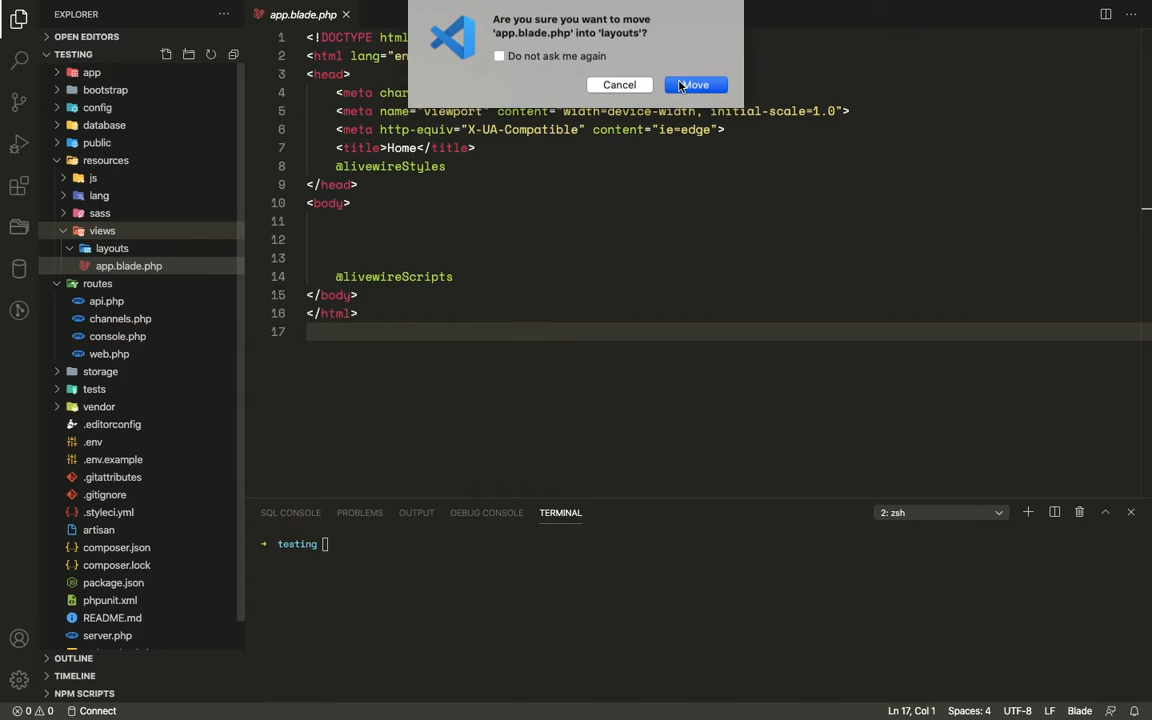 EXPLORER
OPEN EDITORS
TESTING
app
bootstrap
config
database
public
resources
js
lang
sass
views
layouts
app.blade.php
routes
api.php
channels.php
console.php
web.php
storage
tests
vendor
.editorconfig
.env
.env.example
.gitattributes
.gitignore
.styleci.yml
artisan
composer.json
composer.lock
package.json
phpunit.xml
README.md
server.php
OUTLINE
TIMELINE
NPM SCRIPTS
app.blade.php
Are you sure you want to move
'app.blade.php' into 'layouts'?
Do not ask me again
Cancel
Move
1 <!DOCTYPE html
2 <html lang="en
3 <head>
4 <meta char
5 <meta name="viewport" content="width=device-width, initial-scale=1.0">
6 <meta http-equiv="X-UA-Compatible" content="ie=edge">
7 <title>Home</title>
8 @livewireStyles
9 </head>
10 <body>
11
12
13
14 @livewireScripts
15 </body>
16 </html>
17
SQL CONSOLE PROBLEMS OUTPUT DEBUG CONSOLE TERMINAL
2: zsh
→ testing
0 0 Connect
Ln 17, Col 1 Spaces: 4 UTF-8 LF Blade